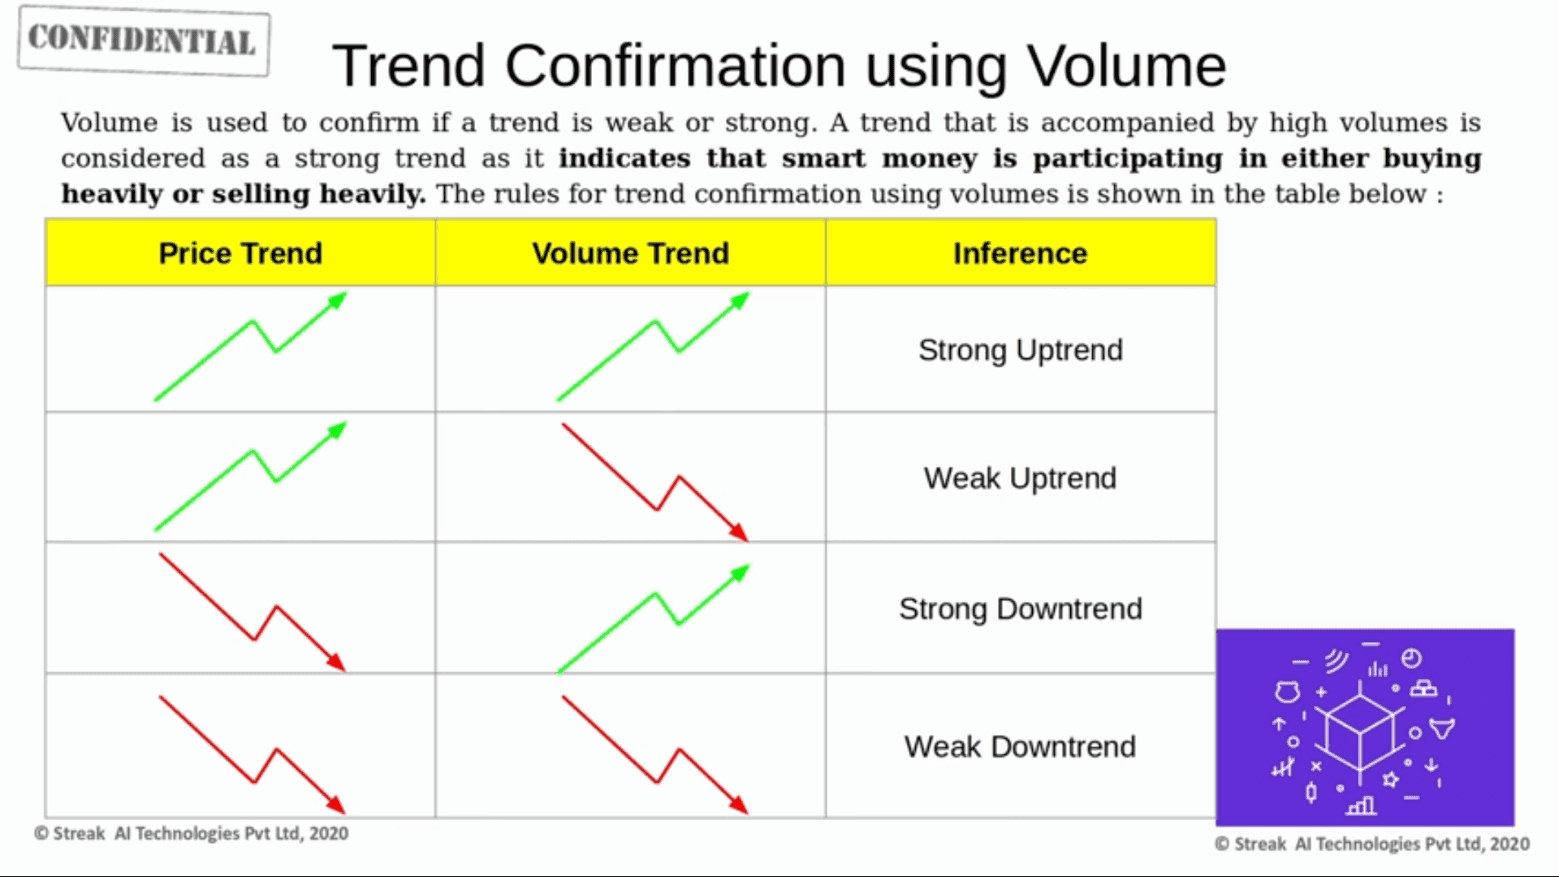 CONFIDENTIAL
Trend Confirmation using Volume
Volume is used to confirm if a trend is weak or strong. A trend that is accompanied by high volumes is
considered as a strong trend as it indicates that smart money is participating in either buying
heavily or selling heavily. The rules for trend confirmation using volumes is shown in the table below :
Price Trend Volume Trend Inference
Strong Uptrend
Weak Uptrend
Strong Downtrend
Weak Downtrend
© Streak AI Technologies Pvt Ltd, 2020
© Streak AI Technologies Pvt Ltd, 2020